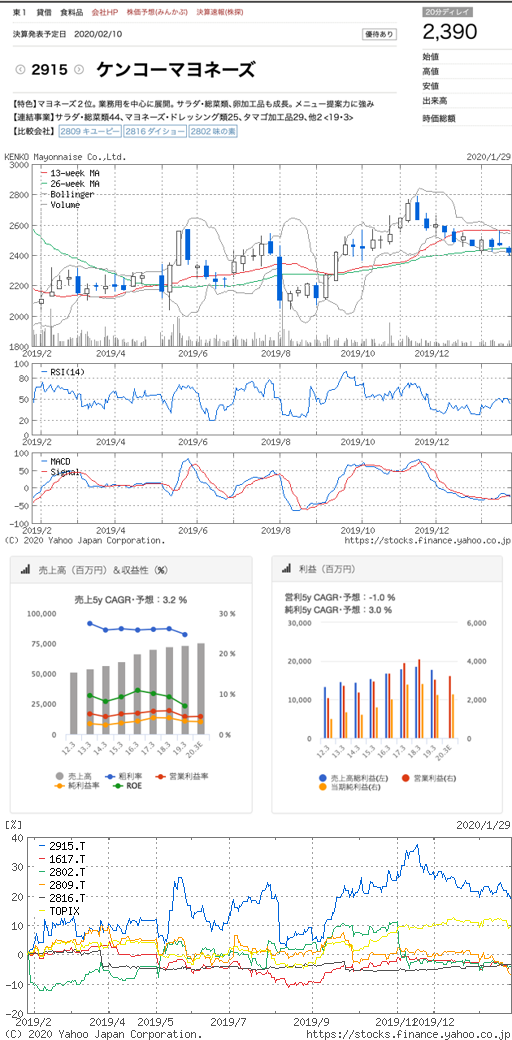 東1 貸借 食料品 会社HP 株価予想(みんかぶ) 決算速報(株探)
20分ディレイ
2,390
決算発表予定日 2020/02/10
優待あり
始値
高値
安値
出来高
時価総額
2915 ケンコーマヨネーズ
【特色】マヨネーズ2位。業務用を中心に展開。サラダ・総菜類、卵加工品も成長。メニュー提案力に強み
【連結事業】サラダ・総菜類44、マヨネーズ・ドレッシング類25、タマゴ加工品29、他2<19・3>
【比較会社】 2809 キユーピー 2816 ダイショー 2802 味の素
KENKO Mayonnaise Co.,Ltd. 2020/1/29
3000
2800
2600
2400
2200
2000
1800
13-week MA
26-week MA
Bollinger
Volume
2019/2 2019/4 2019/6 2019/8 2019/10 2019/12
100
75
50
25
0
RSI(14)
2019/2 2019/4 2019/6 2019/8 2019/10 2019/12
100
50
0
-50
-100
MACD
Signal
2019/2 2019/4 2019/6 2019/8 2019/10 2019/12
(C) 2020 Yahoo Japan Corporation. https://stocks.finance.yahoo.co.jp
売上高（百万円）＆収益性（%）
売上5y CAGR・予想： 3.2 %
100,000
75,000
50,000
25,000
0
30 %
20 %
10 %
0 %
12.3 13.3 14.3 15.3 16.3 17.3 18.3 19.3 20.3E
売上高 粗利率 営業利益率
純利益率 ROE
利益（百万円）
営利5y CAGR・予想： -1.0 %
純利5y CAGR・予想： 3.0 %
30,000
20,000
10,000
0
6,000
4,000
2,000
0
12.3 13.3 14.3 15.3 16.3 17.3 18.3 19.3 20.3E
売上高総利益(左) 営業利益(右)
当期純利益(右)
[%] 2020/1/29
40
30
20
10
0
-10
-20
2915.T
1617.T
2802.T
2809.T
2816.T
TOPIX
2019/2 2019/4 2019/5 2019/7 2019/9 2019/11 2019/12
(C) 2020 Yahoo Japan Corporation. https://stocks.finance.yahoo.co.jp